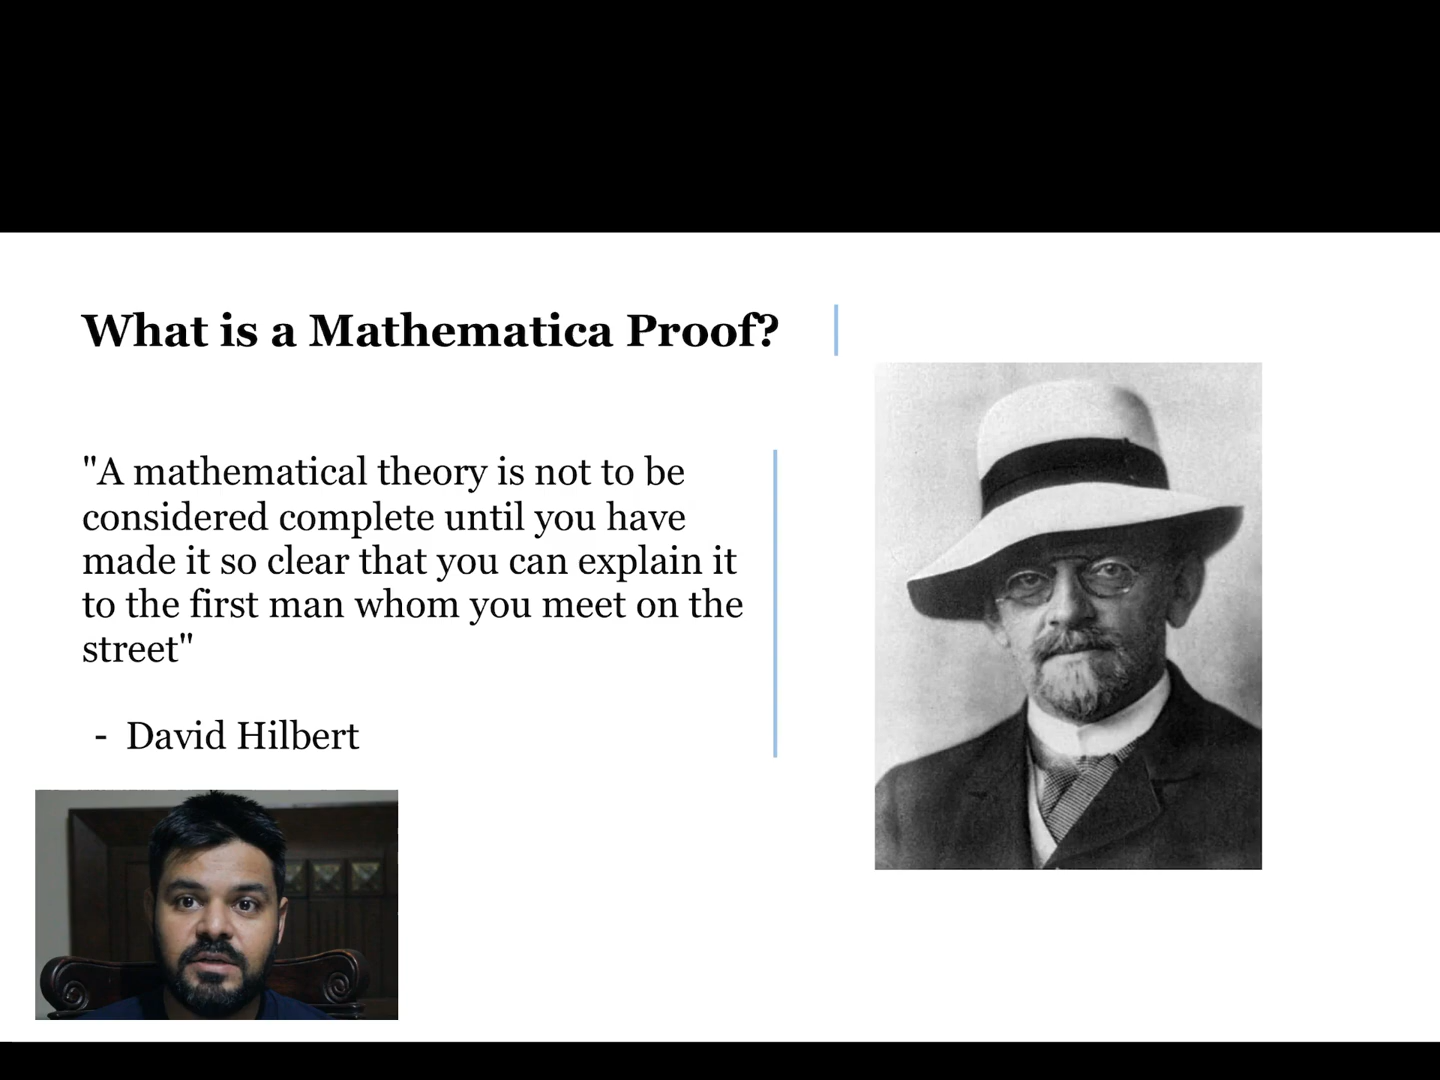 What is a Mathematica Proof?
"A mathematical theory is not to be
considered complete until you have
made it so clear that you can explain it
to the first man whom you meet on the
street"
- David Hilbert